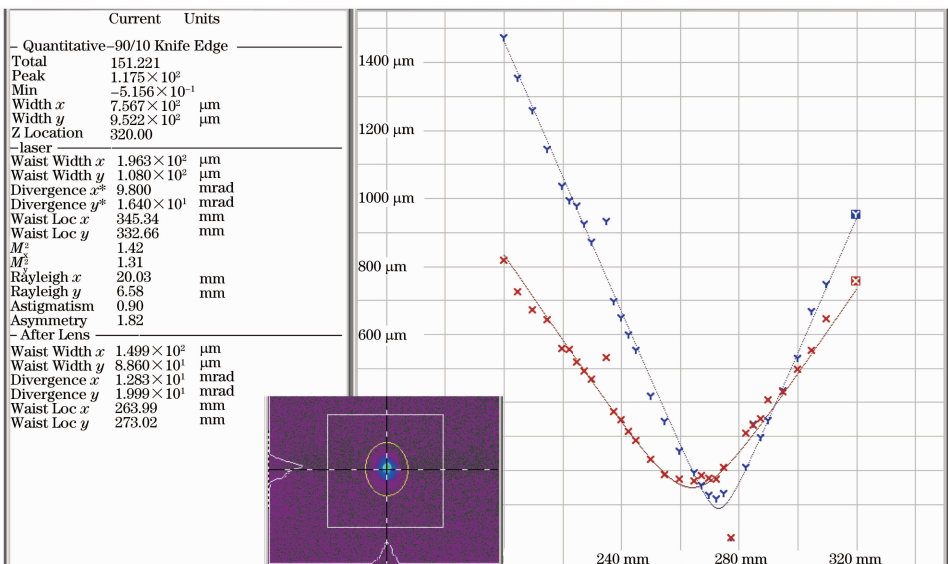 Current Units
Quantitative–90/10 Knife Edge
Total 151.221
Peak 1.175×10²
Min −5.156×10⁻¹
Width x 7.567×10² μm
Width y 9.522×10² μm
Z Location 320.00
laser
Waist Width x 1.963×10² μm
Waist Width y 1.080×10² μm
Divergence x* 9.800 mrad
Divergence y* 1.640×10¹ mrad
Waist Loc x 345.34 mm
Waist Loc y 332.66 mm
M²x 1.42
M²y 1.31
Rayleigh x 20.03 mm
Rayleigh y 6.58 mm
Astigmatism 0.90
Asymmetry 1.82
After Lens
Waist Width x 1.499×10² μm
Waist Width y 8.860×10¹ μm
Divergence x 1.283×10¹ mrad
Divergence y 1.999×10¹ mrad
Waist Loc x 263.99 mm
Waist Loc y 273.02 mm
1400 μm
1200 μm
1000 μm
800 μm
600 μm
240 mm 280 mm 320 mm